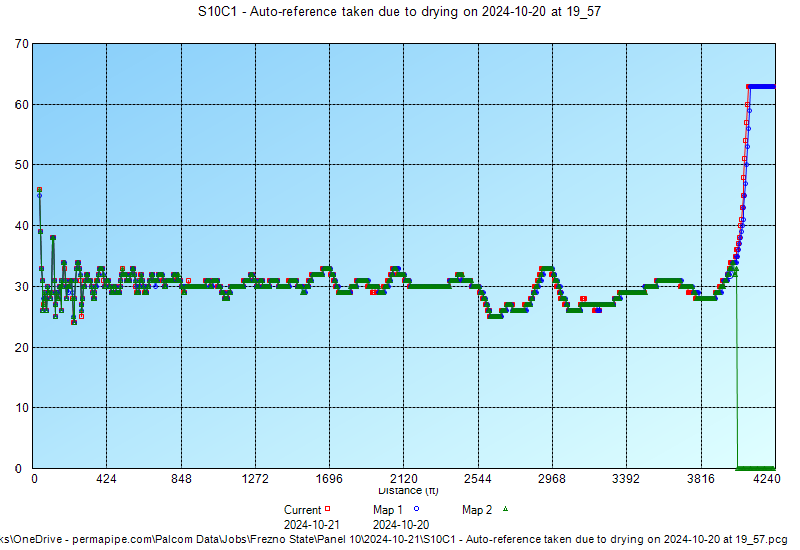 S10C1 - Auto-reference taken due to drying on 2024-10-20 at 19_57
70
60
50
40
30
20
10
0
0 424 848 1272 1696 2120 2544 2968 3392 3816 4240
Distance (ft)
Current Map 1 Map 2
2024-10-21 2024-10-20
ks\OneDrive - permapipe.com\Palcom Data\Jobs\Frezno State\Panel 10\2024-10-21\S10C1 - Auto-reference taken due to drying on 2024-10-20 at 19_57.pcg